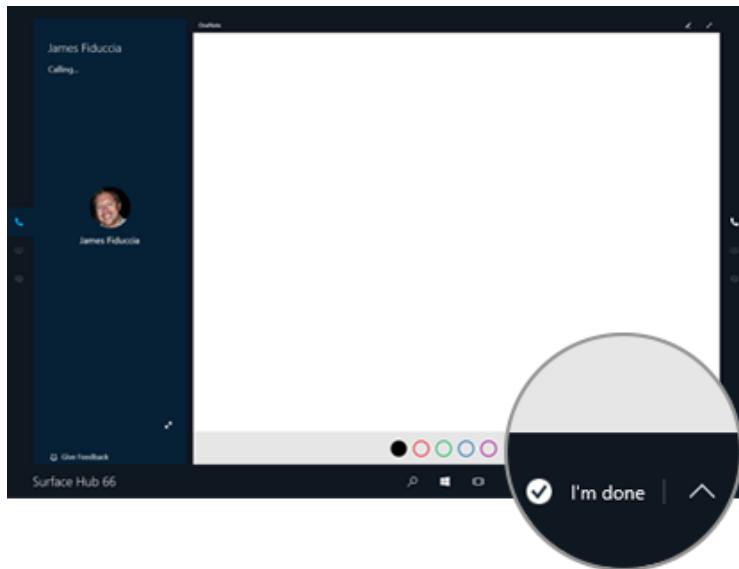 OneNote
James Fiduccia
Calling...
James Fiduccia
Give Feedback
Surface Hub 66
I'm done